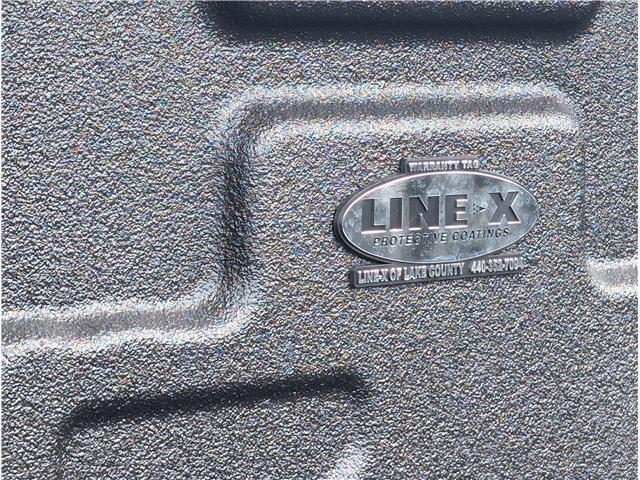 WARRANTY TAG
LINE-X
PROTECTIVE COATINGS
LINE-X OF LAKE COUNTY